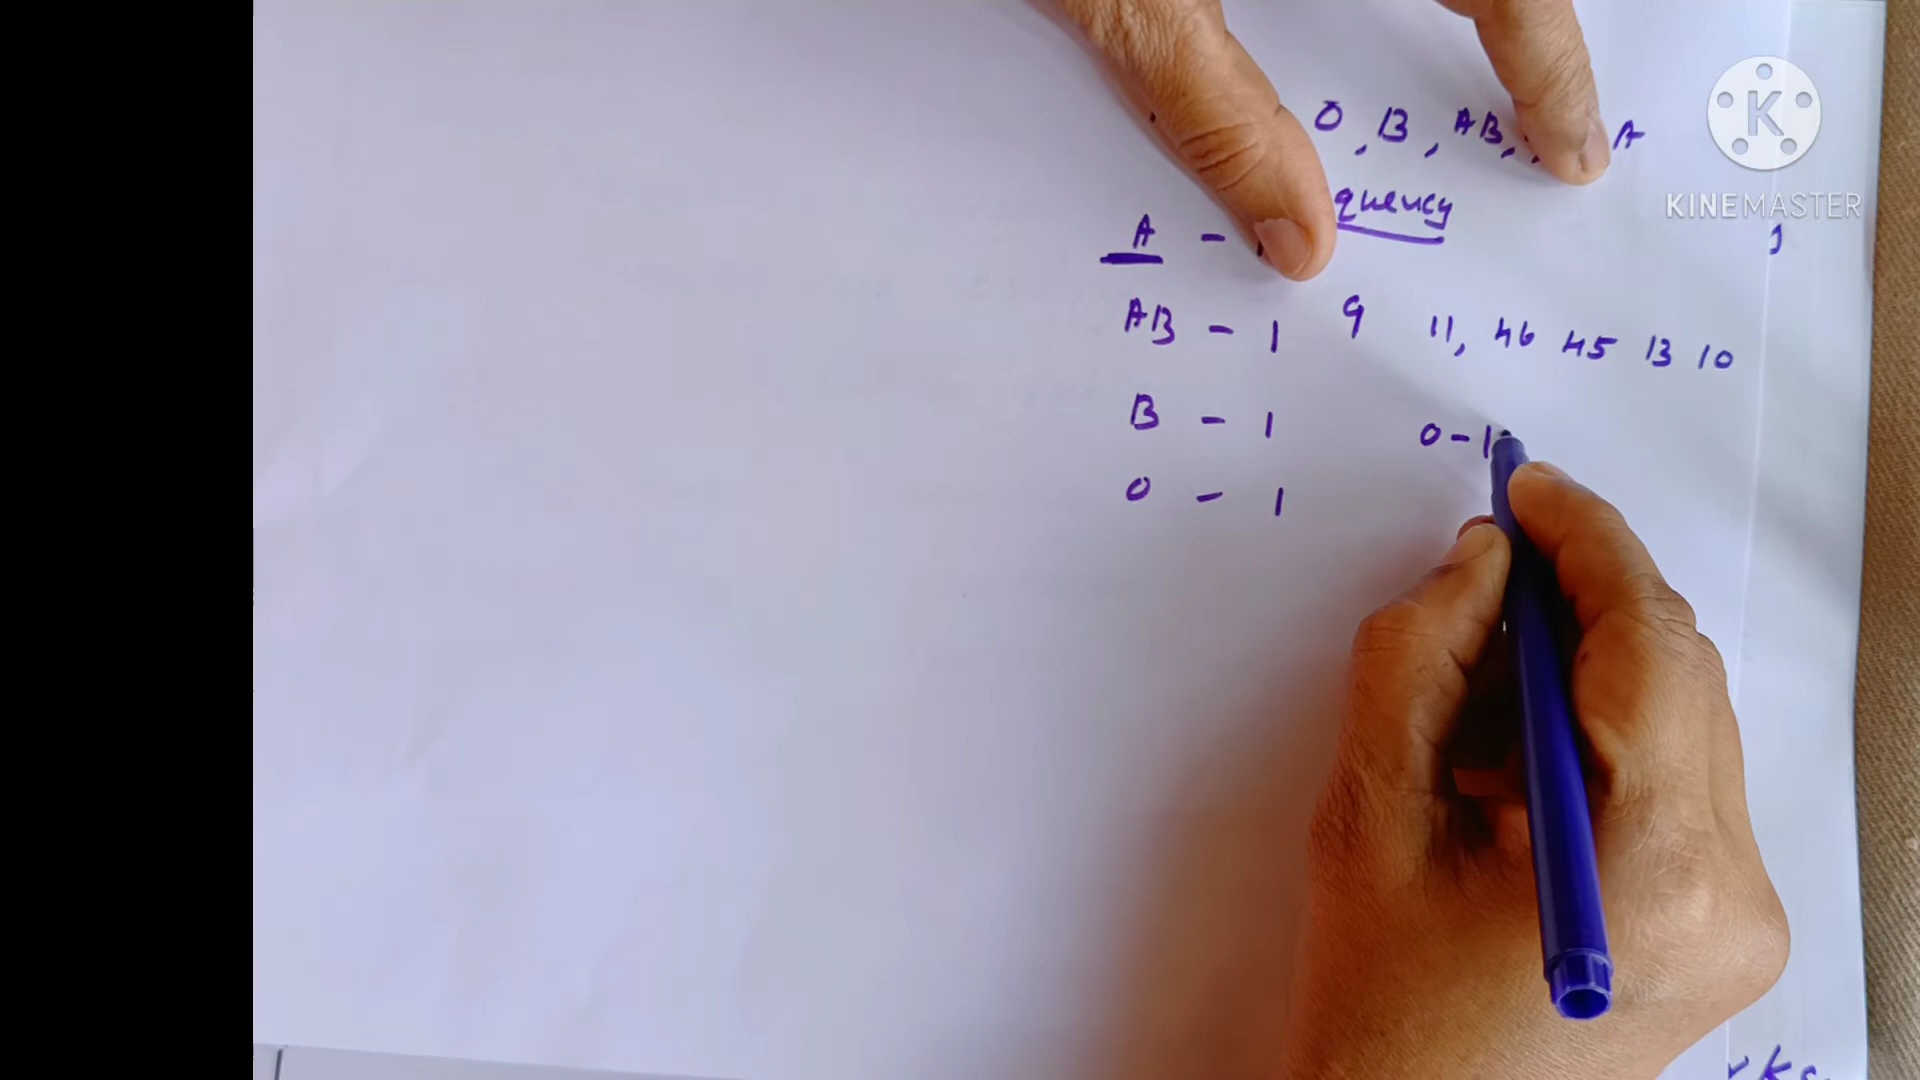 O, B, AB, A
quency
A -
AB - 1 9 11, 46 45 13 10
B - 1 0-1
O - 1
K
KINEMASTER